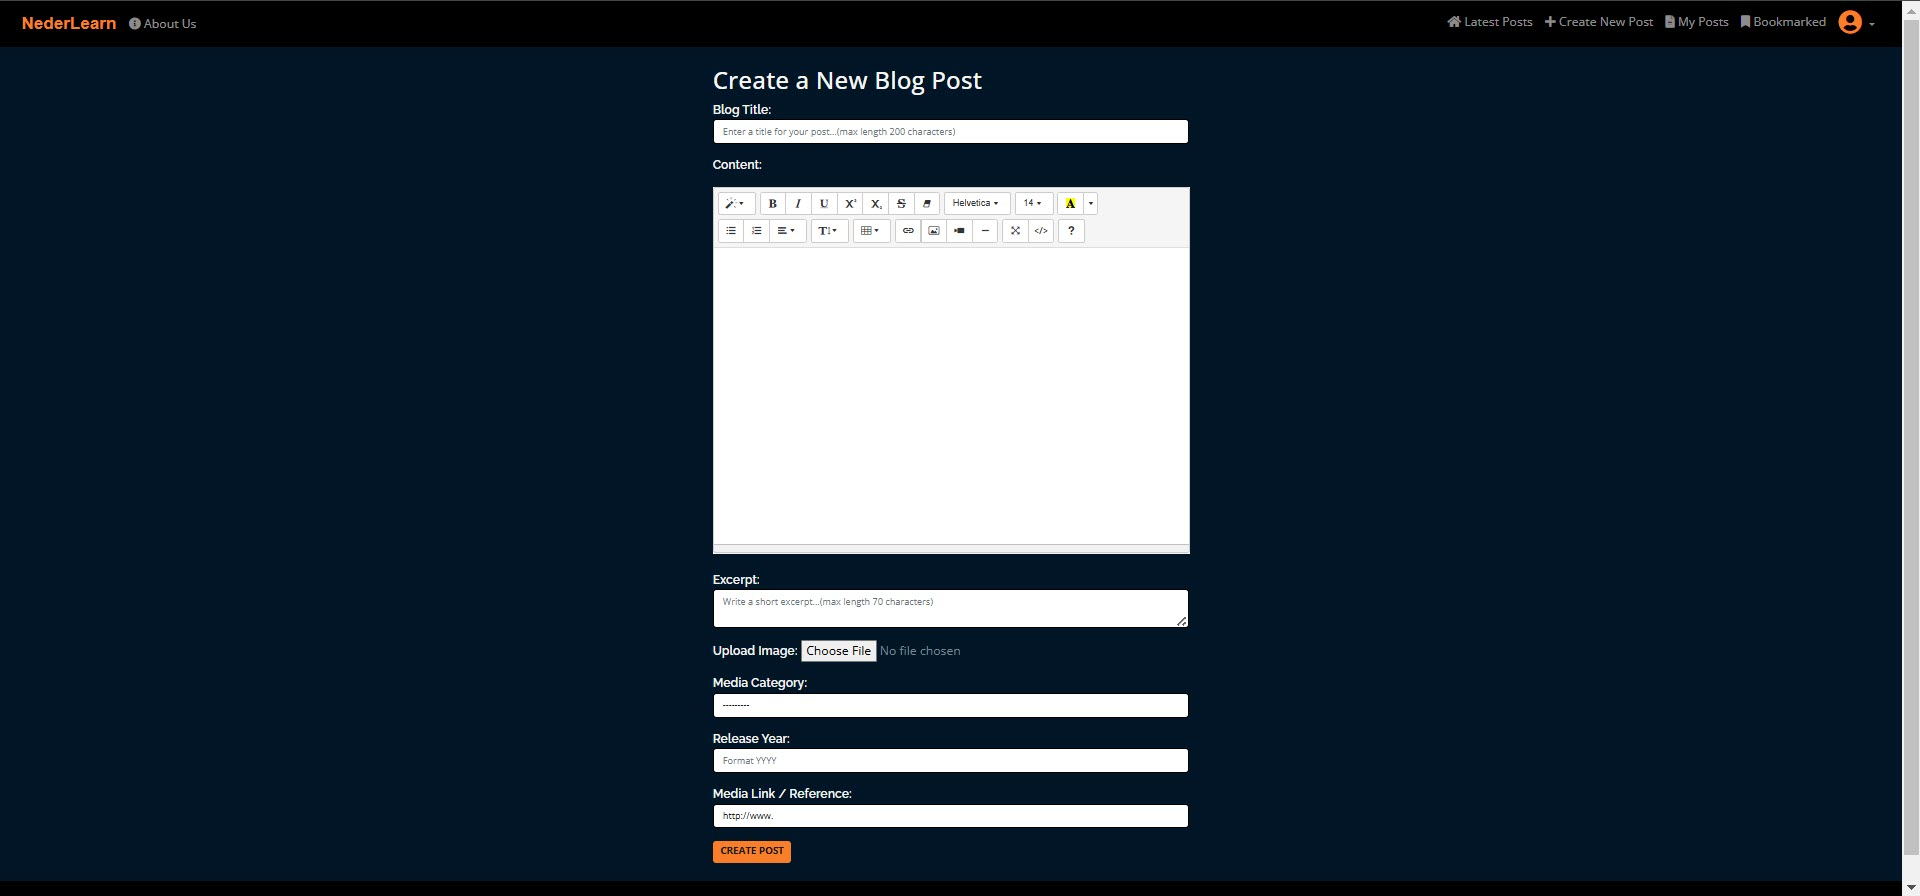 NederLearn About Us Latest Posts Create New Post My Posts Bookmarked
Create a New Blog Post
Blog Title:
Enter a title for your post...(max length 200 characters)
Content:
B I U X² X₂ S Helvetica 14 A
T </> ?
Excerpt:
Write a short excerpt...(max length 70 characters)
Upload Image: Choose File No file chosen
Media Category:
---------
Release Year:
Format YYYY
Media Link / Reference:
http://www.
CREATE POST